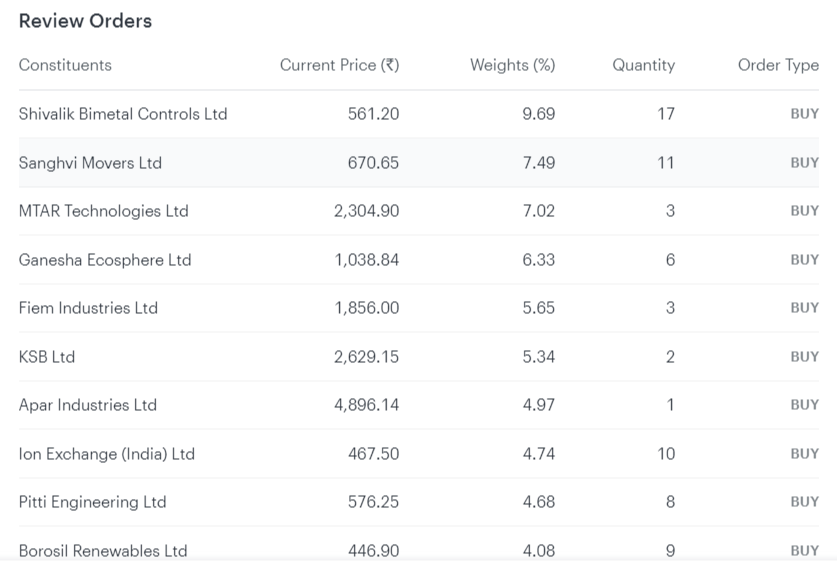 Review Orders
Constituents Current Price (₹) Weights (%) Quantity Order Type
Shivalik Bimetal Controls Ltd 561.20 9.69 17 BUY
Sanghvi Movers Ltd 670.65 7.49 11 BUY
MTAR Technologies Ltd 2,304.90 7.02 3 BUY
Ganesha Ecosphere Ltd 1,038.84 6.33 6 BUY
Fiem Industries Ltd 1,856.00 5.65 3 BUY
KSB Ltd 2,629.15 5.34 2 BUY
Apar Industries Ltd 4,896.14 4.97 1 BUY
Ion Exchange (India) Ltd 467.50 4.74 10 BUY
Pitti Engineering Ltd 576.25 4.68 8 BUY
Borosil Renewables Ltd 446.90 4.08 9 BUY